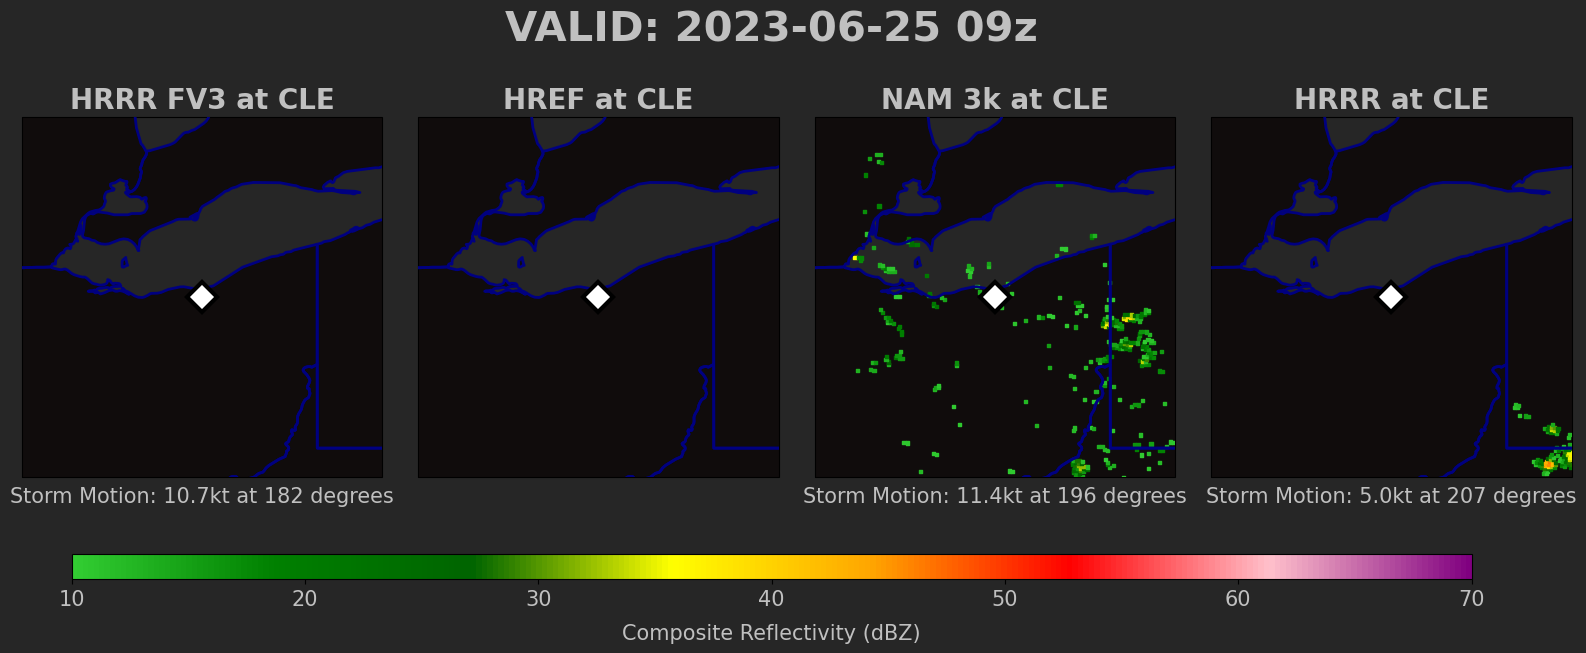 VALID: 2023-06-25 09z
HRRR FV3 at CLE
HREF at CLE
NAM 3k at CLE
HRRR at CLE
Storm Motion: 10.7kt at 182 degrees
Storm Motion: 11.4kt at 196 degrees
Storm Motion: 5.0kt at 207 degrees
10 20 30 40 50 60 70
Composite Reflectivity (dBZ)